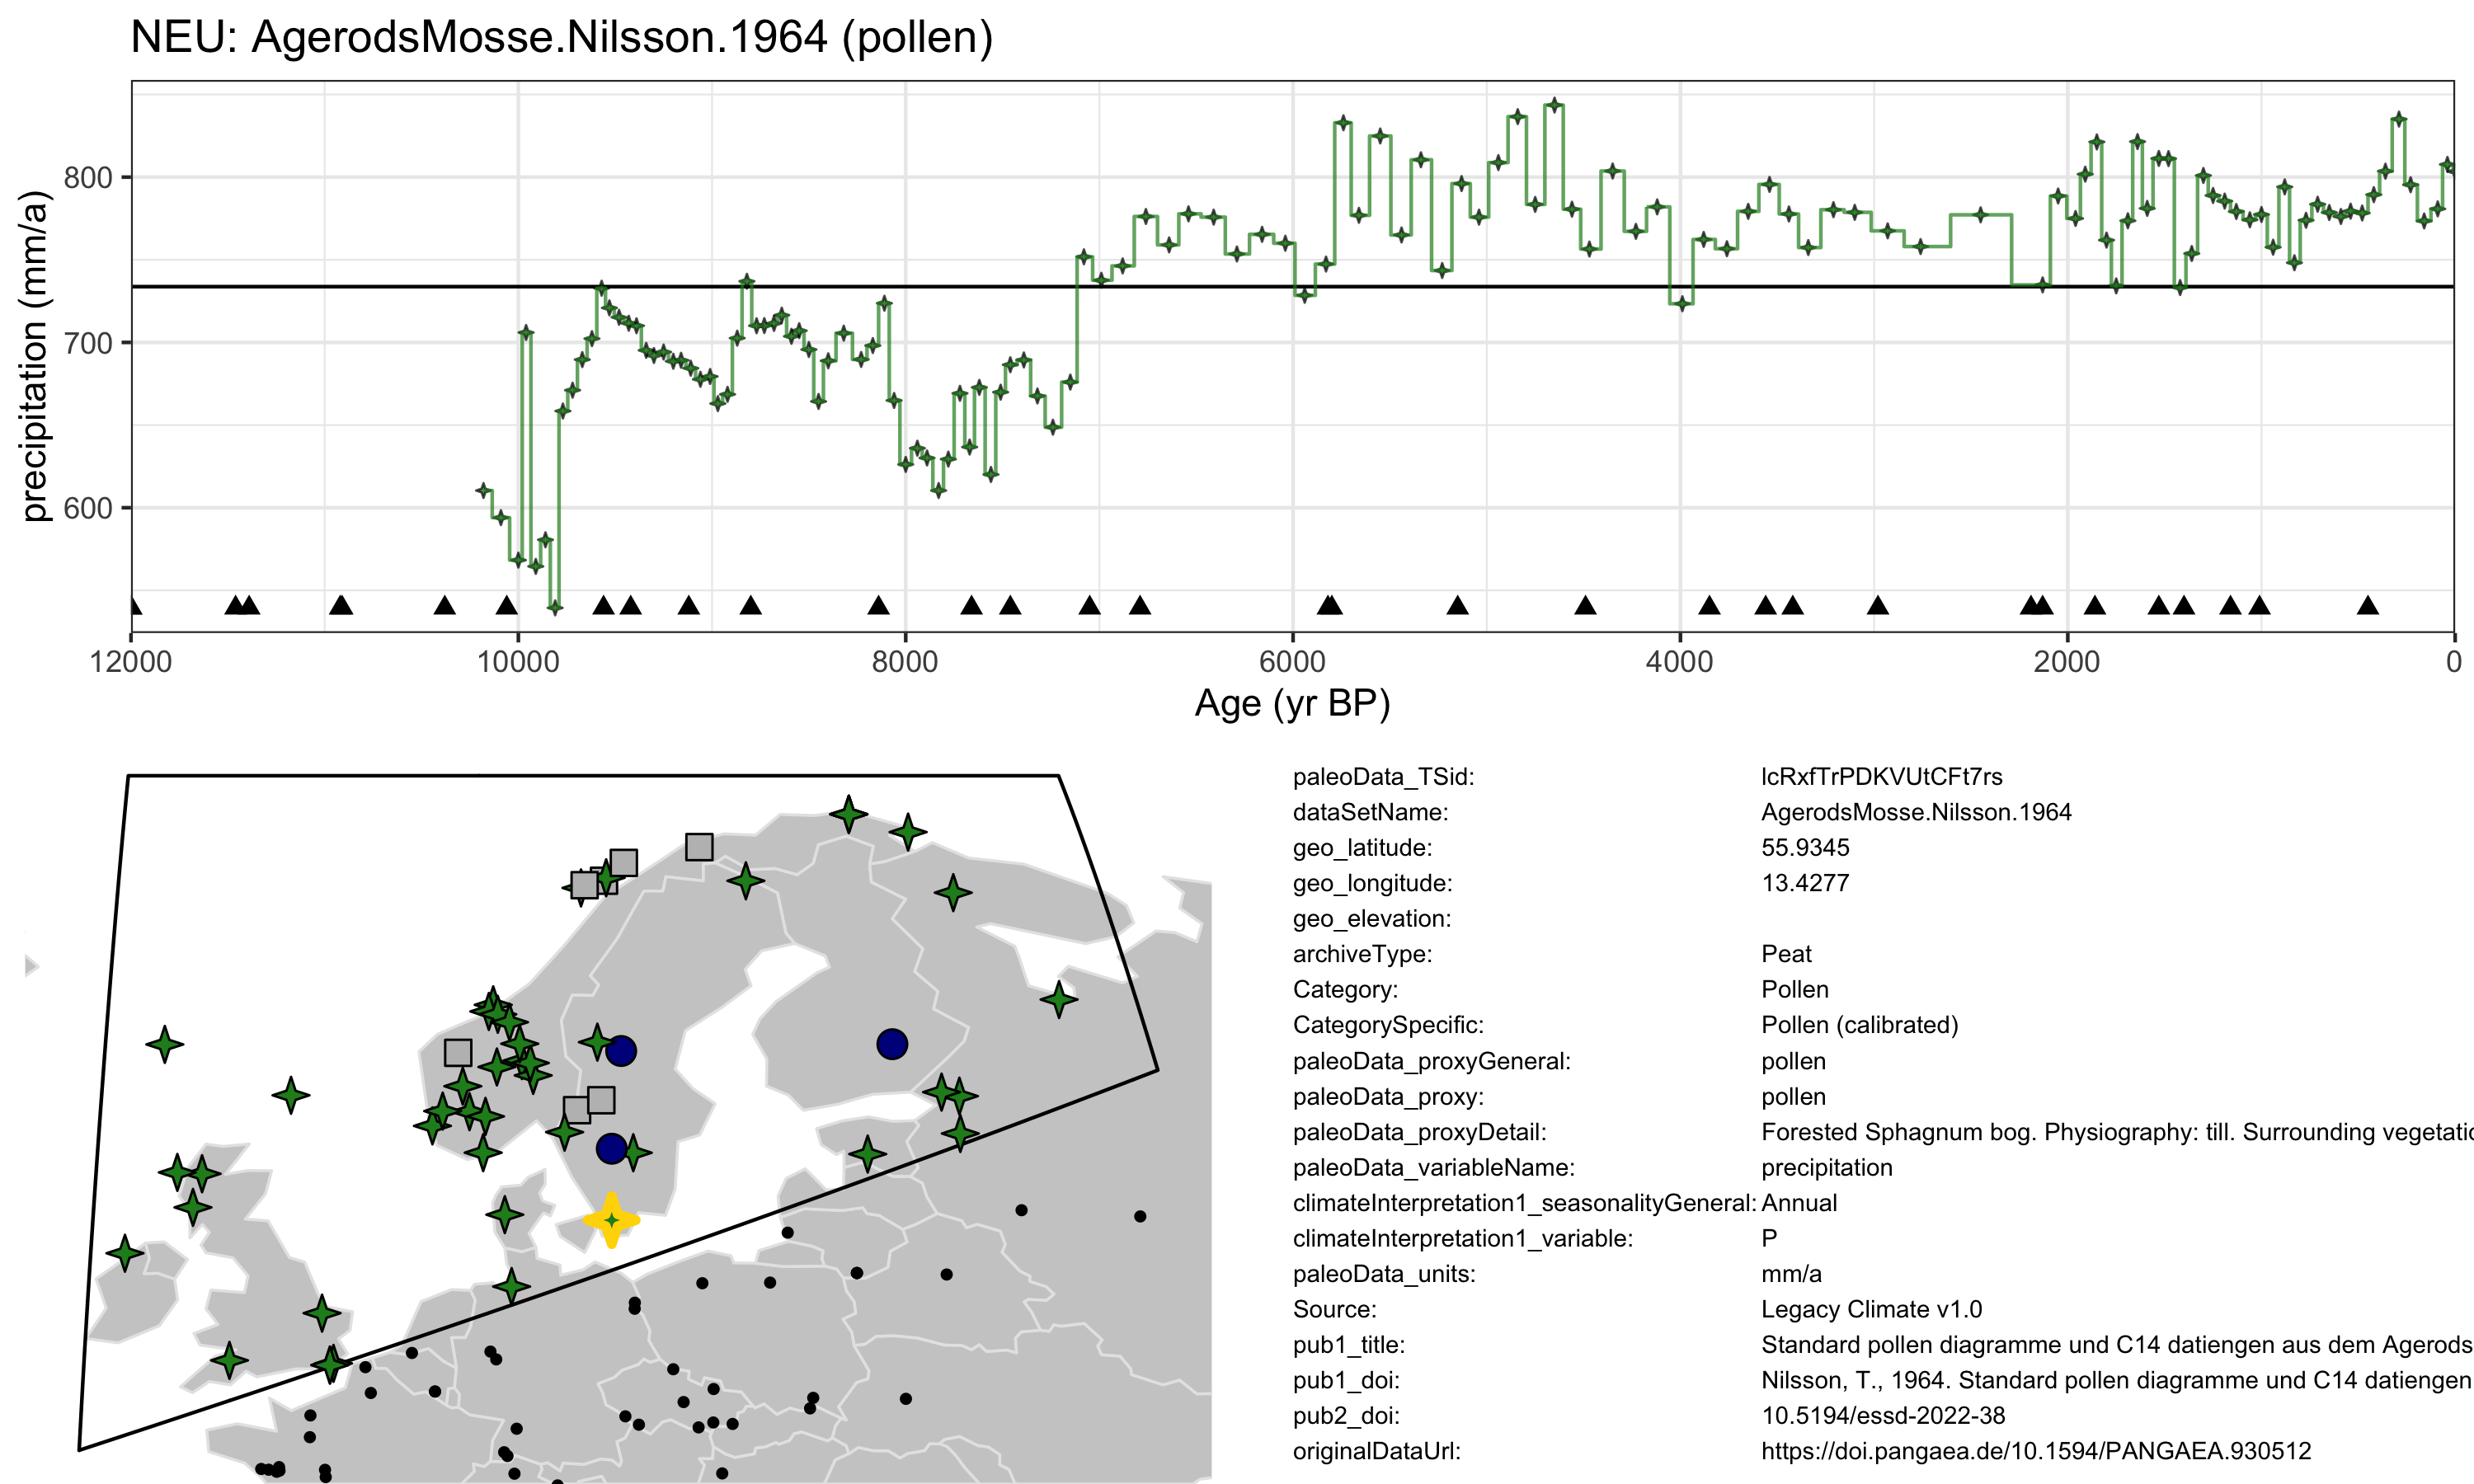 NEU: AgerodsMosse.Nilsson.1964 (pollen)
precipitation (mm/a)
800
700
600
12000 10000 8000 6000 4000 2000 0
Age (yr BP)
paleoData_TSid: lcRxfTrPDKVUtCFt7rs
dataSetName: AgerodsMosse.Nilsson.1964
geo_latitude: 55.9345
geo_longitude: 13.4277
geo_elevation:
archiveType: Peat
Category: Pollen
CategorySpecific: Pollen (calibrated)
paleoData_proxyGeneral: pollen
paleoData_proxy: pollen
paleoData_proxyDetail: Forested Sphagnum bog. Physiography: till. Surrounding vegetatio
paleoData_variableName: precipitation
climateInterpretation1_seasonalityGeneral: Annual
climateInterpretation1_variable: P
paleoData_units: mm/a
Source: Legacy Climate v1.0
pub1_title: Standard pollen diagramme und C14 datiengen aus dem Agerods
pub1_doi: Nilsson, T., 1964. Standard pollen diagramme und C14 datiengen
pub2_doi: 10.5194/essd-2022-38
originalDataUrl: https://doi.pangaea.de/10.1594/PANGAEA.930512